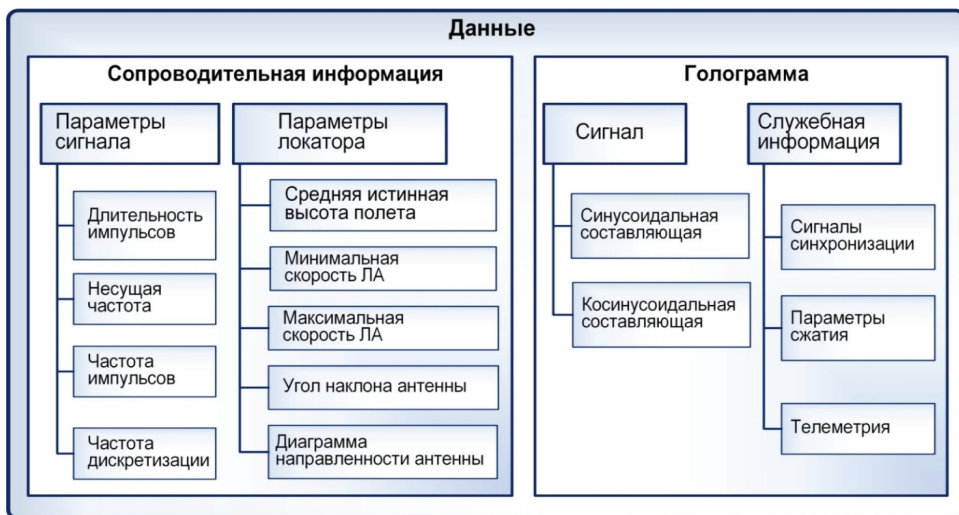 Данные
Сопроводительная информация
Параметры
сигнала
Длительность
импульсов
Несущая
частота
Частота
импульсов
Частота
дискретизации
Параметры
локатора
Средняя истинная
высота полета
Минимальная
скорость ЛА
Максимальная
скорость ЛА
Угол наклона антенны
Диаграмма
направленности антенны
Голограмма
Сигнал
Синусоидальная
составляющая
Косинусоидальная
составляющая
Служебная
информация
Сигналы
синхронизации
Параметры
сжатия
Телеметрия